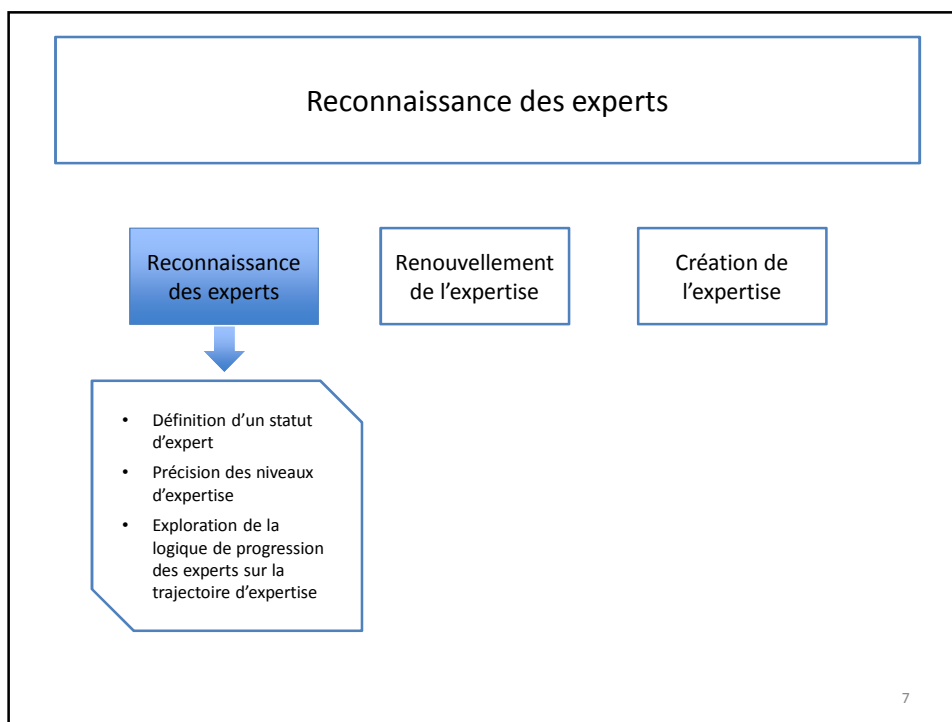 Reconnaissance des experts
Reconnaissance
des experts
Renouvellement
de l’expertise
Création de
l’expertise
• Définition d’un statut
d’expert
• Précision des niveaux
d’expertise
• Exploration de la
logique de progression
des experts sur la
trajectoire d’expertise
7